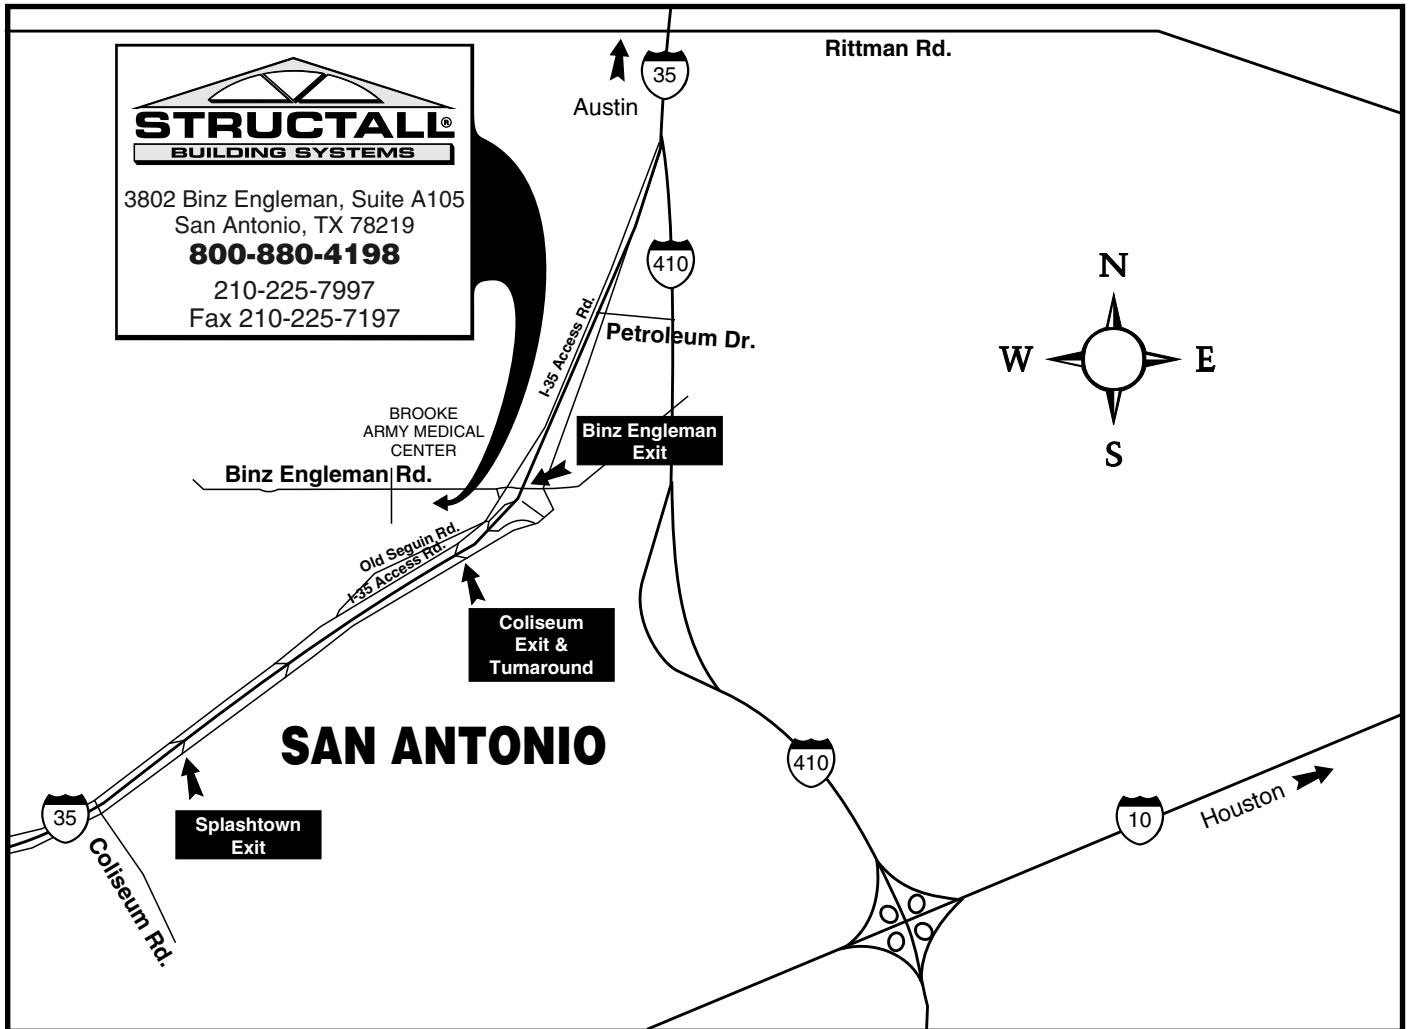 Rittman Rd.
35
Austin
STRUCTALL®
BUILDING SYSTEMS
3802 Binz Engleman, Suite A105
San Antonio, TX 78219
800-880-4198
210-225-7997
Fax 210-225-7197
410
I-35 Access Rd.
Petroleum Dr.
N
W
E
S
BROOKE
ARMY MEDICAL
CENTER
Binz Engleman
Exit
Binz Engleman Rd.
Old Seguin Rd.
I-35 Access Rd.
Coliseum
Exit &
Turnaround
SAN ANTONIO
410
Houston
10
35
Splashtown
Exit
Coliseum Rd.